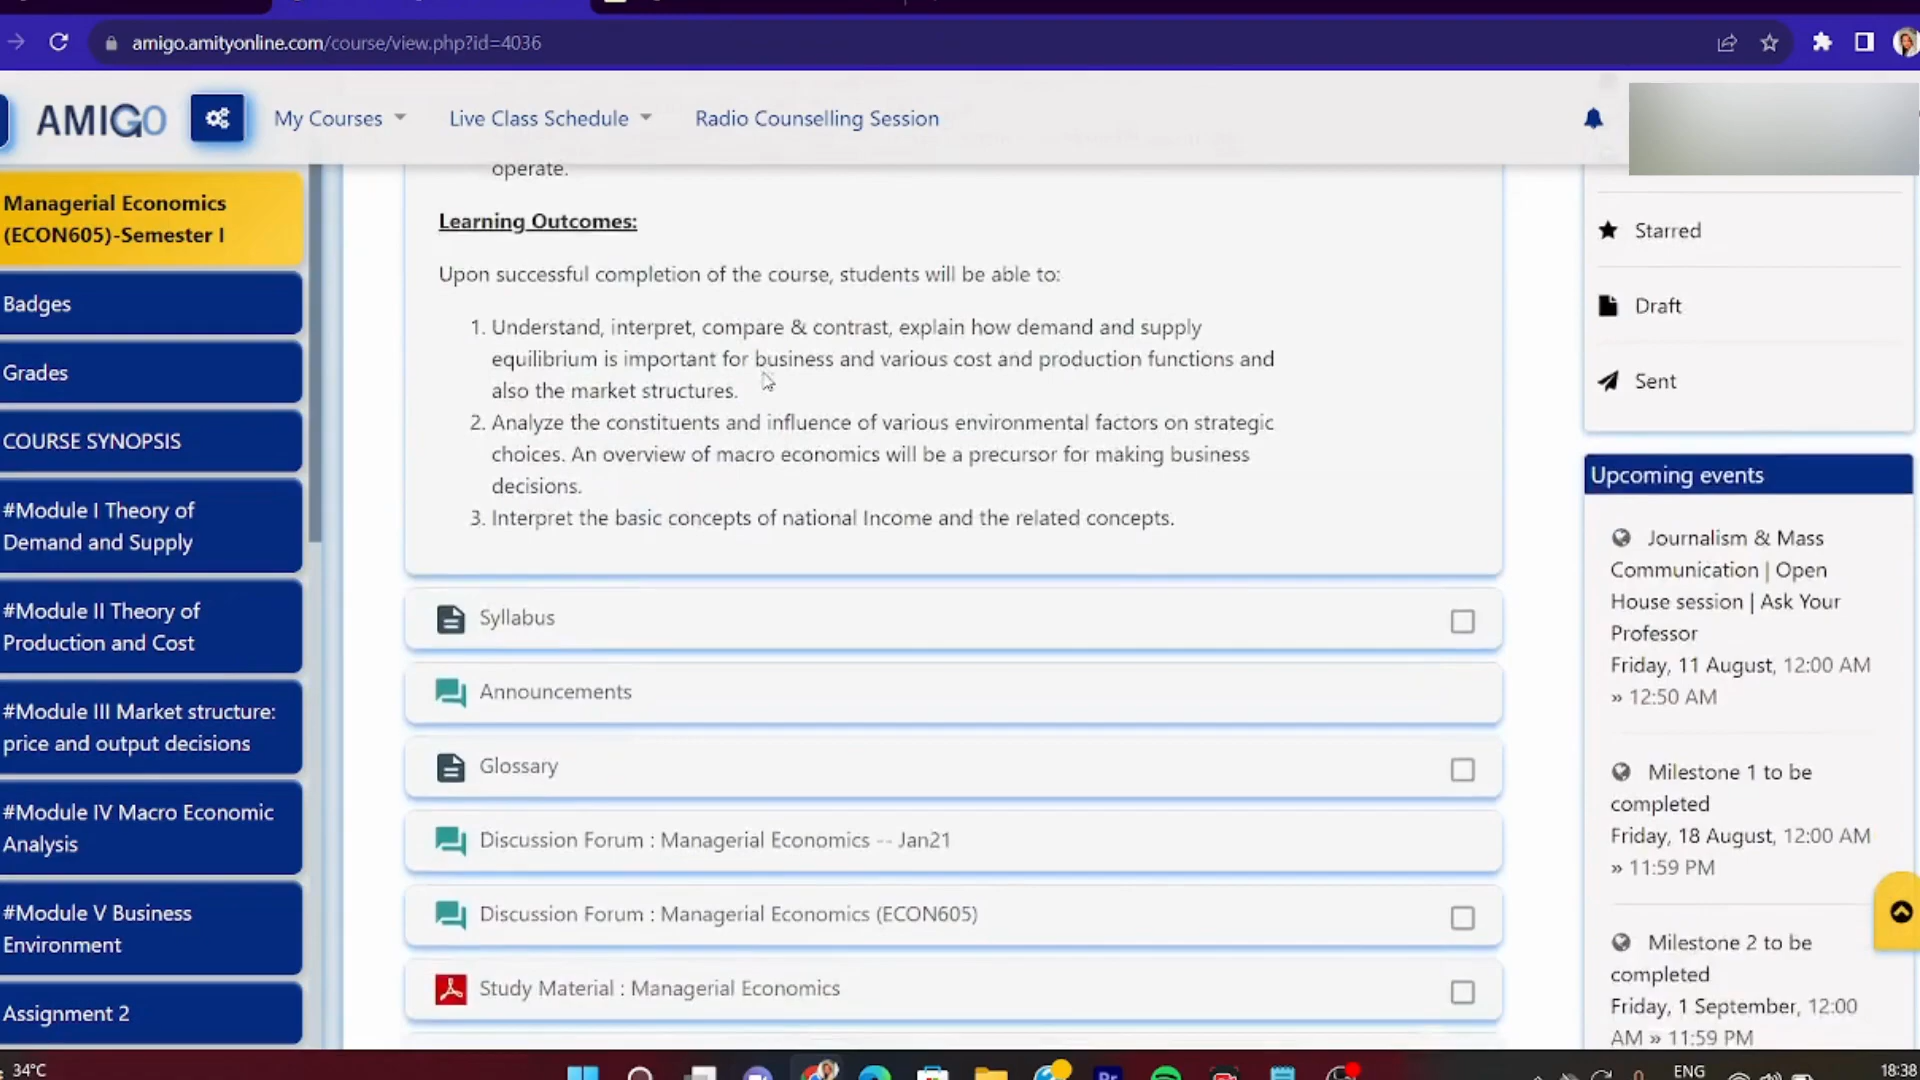 amigo.amityonline.com/course/view.php?id=4036
AMIGO
My Courses
Live Class Schedule
Radio Counselling Session
Managerial Economics
(ECON605)-Semester I
Badges
Grades
COURSE SYNOPSIS
#Module I Theory of
Demand and Supply
#Module II Theory of
Production and Cost
#Module III Market structure:
price and output decisions
#Module IV Macro Economic
Analysis
#Module V Business
Environment
Assignment 2
operate.
Learning Outcomes:
Upon successful completion of the course, students will be able to:
1. Understand, interpret, compare & contrast, explain how demand and supply
equilibrium is important for business and various cost and production functions and
also the market structures.
2. Analyze the constituents and influence of various environmental factors on strategic
choices. An overview of macro economics will be a precursor for making business
decisions.
3. Interpret the basic concepts of national Income and the related concepts.
Syllabus
Announcements
Glossary
Discussion Forum : Managerial Economics -- Jan21
Discussion Forum : Managerial Economics (ECON605)
Study Material : Managerial Economics
Starred
Draft
Sent
Upcoming events
Journalism & Mass
Communication | Open
House session | Ask Your
Professor
Friday, 11 August, 12:00 AM
» 12:50 AM
Milestone 1 to be
completed
Friday, 18 August, 12:00 AM
» 11:59 PM
Milestone 2 to be
completed
Friday, 1 September, 12:00
AM » 11:59 PM
34°C
Pr
ENG
18:38